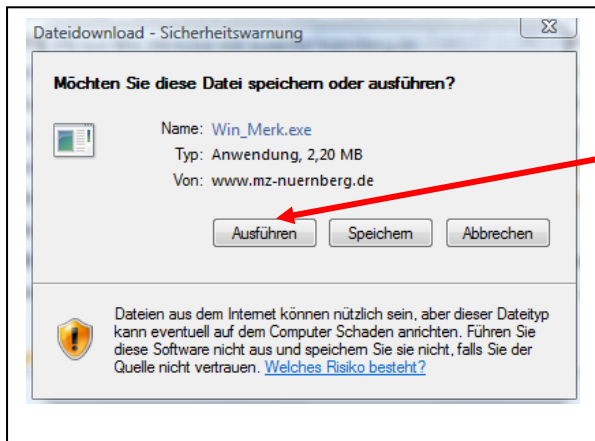 Dateidownload - Sicherheitswarnung
Möchten Sie diese Datei speichern oder ausführen?
Name: Win_Merk.exe
Typ: Anwendung, 2,20 MB
Von: www.mz-nuernberg.de
Ausführen Speichern Abbrechen
Dateien aus dem Internet können nützlich sein, aber dieser Dateityp
kann eventuell auf dem Computer Schaden anrichten. Führen Sie
diese Software nicht aus und speichern Sie sie nicht, falls Sie der
Quelle nicht vertrauen. Welches Risiko besteht?